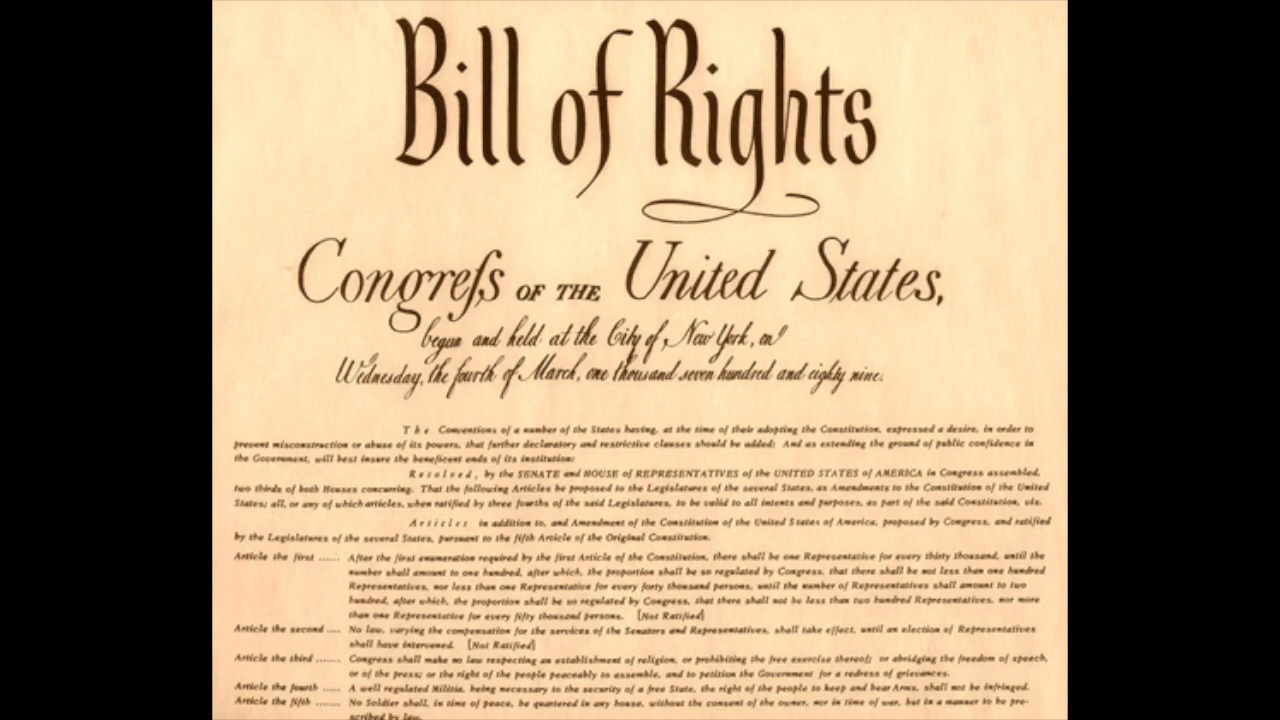 Bill of Rights
Congreſs OF THE United States,
begun and held at the City of New York, on
Wednesday, the fourth of March, one thousand seven hundred and eighty nine.
The Conventions of a number of the States having, at the time of their adopting the Constitution, expressed a desire, in order to
prevent misconstruction or abuse of its powers, that further declaratory and restrictive clauses should be added: And as extending the ground of public confidence in
the Government, will best insure the beneficent ends of its institution:
Resolved, by the SENATE and HOUSE of REPRESENTATIVES of the UNITED STATES of AMERICA in Congress assembled,
two thirds of both Houses concurring. That the following Articles be proposed to the Legislatures of the several States, as Amendments to the Constitution of the United
States; all, or any of which articles, when ratified by three fourths of the said Legislatures, to be valid to all intents and purposes, as part of the said Constitution, viz.
Articles in addition to, and Amendment of the Constitution of the United States of America, proposed by Congress, and ratified
by the Legislatures of the several States, pursuant to the fifth Article of the Original Constitution.
Article the first ...... After the first enumeration required by the first Article of the Constitution, there shall be one Representative for every thirty thousand, until the
number shall amount to one hundred, after which, the proportion shall be so regulated by Congress, that there shall be not less than one hundred
Representatives, nor less than one Representative for every forty thousand persons, until the number of Representatives shall amount to two
hundred, after which, the proportion shall be so regulated by Congress, that there shall not be less than two hundred Representatives, nor more
than one Representative for every fifty thousand persons. [Not Ratified]
Article the second .... No law, varying the compensation for the services of the Senators and Representatives, shall take effect, until an election of Representatives
shall have intervened. [Not Ratified]
Article the third ....... Congress shall make no law respecting an establishment of religion, or prohibiting the free exercise thereof; or abridging the freedom of speech,
or of the press; or the right of the people peaceably to assemble, and to petition the Government for a redress of grievances.
Article the fourth ..... A well regulated Militia, being necessary to the security of a free State, the right of the people to keep and bear Arms, shall not be infringed.
Article the fifth ....... No Soldier shall, in time of peace, be quartered in any house, without the consent of the owner, nor in time of war, but in a manner to be pre-
scribed by law.